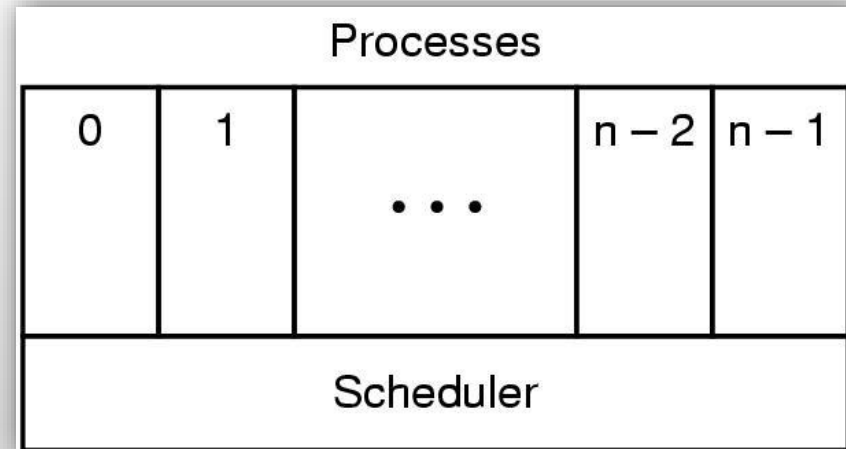 Processes
0 1 • • • n – 2 n – 1
Scheduler